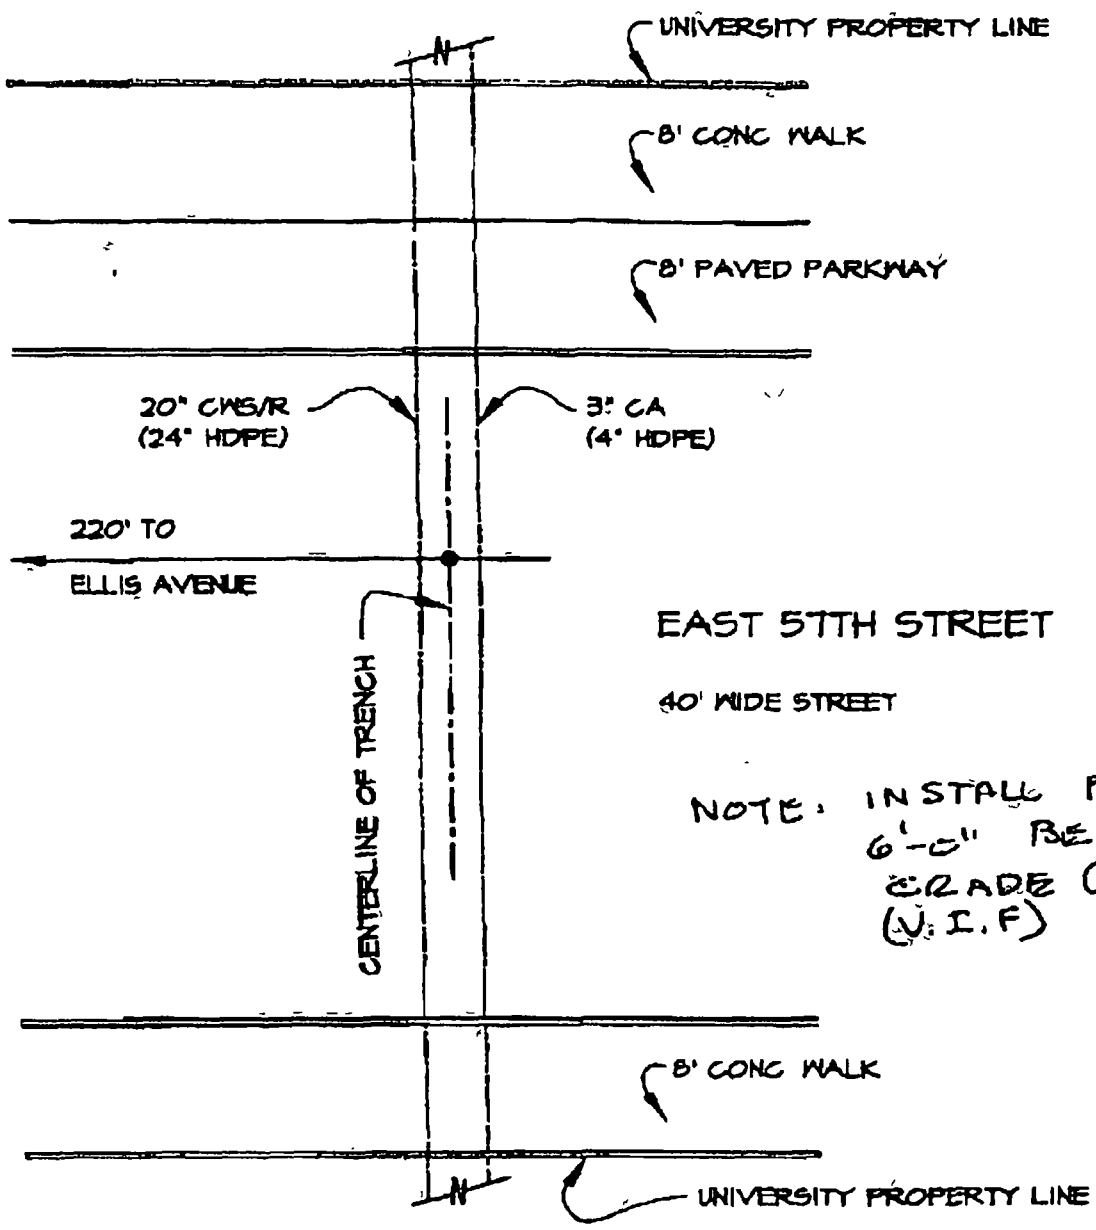 UNIVERSITY PROPERTY LINE
8' CONC WALK
8' PAVED PARKWAY
20" CWS/R
(24" HDPE)
3" CA
(4" HDPE)
220' TO
ELLIS AVENUE
CENTERLINE OF TRENCH
EAST 57TH STREET
40' WIDE STREET
NOTE: INSTALL
6'-0" BE
GRADE (
(V.I.F)
8' CONC WALK
UNIVERSITY PROPERTY LINE